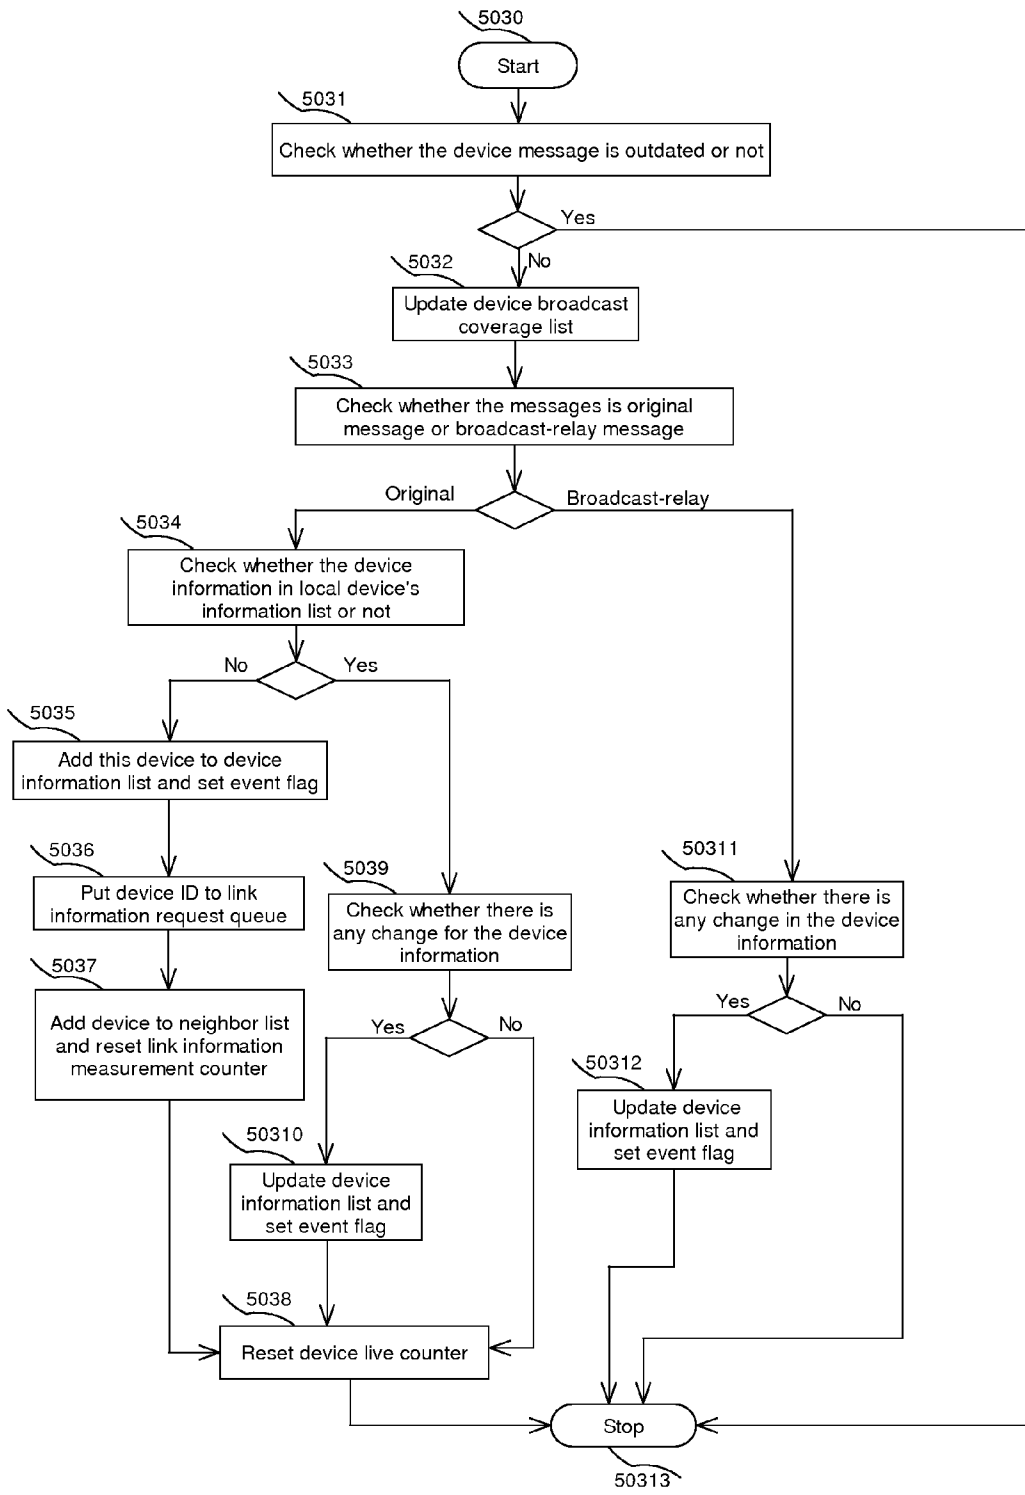 5030
Start
5031
Check whether the device message is outdated or not
Yes
No
5032
Update device broadcast
coverage list
5033
Check whether the messages is original
message or broadcast-relay message
Original
Broadcast-relay
5034
Check whether the device
information in local device's
information list or not
No
Yes
5035
Add this device to device
information list and set event flag
5036
Put device ID to link
information request queue
5037
Add device to neighbor list
and reset link information
measurement counter
5039
Check whether there is
any change for the device
information
Yes
No
50310
Update device
information list and
set event flag
5038
Reset device live counter
50311
Check whether there is
any change in the device
information
Yes
No
50312
Update device
information list and
set event flag
Stop
50313